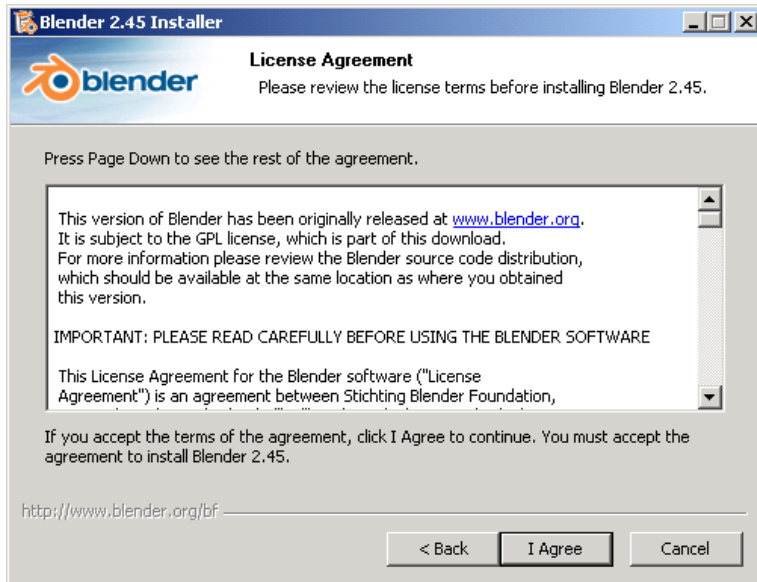 Blender 2.45 Installer
blender
License Agreement
Please review the license terms before installing Blender 2.45.
Press Page Down to see the rest of the agreement.
This version of Blender has been originally released at www.blender.org.
It is subject to the GPL license, which is part of this download.
For more information please review the Blender source code distribution,
which should be available at the same location as where you obtained
this version.
IMPORTANT: PLEASE READ CAREFULLY BEFORE USING THE BLENDER SOFTWARE
This License Agreement for the Blender software ("License
Agreement") is an agreement between Stichting Blender Foundation,
If you accept the terms of the agreement, click I Agree to continue. You must accept the
agreement to install Blender 2.45.
http://www.blender.org/bf
< Back I Agree Cancel